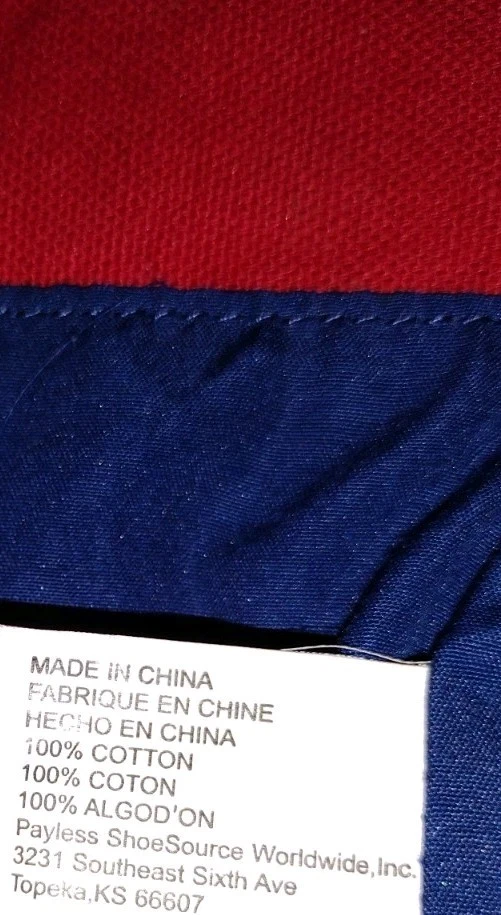 MADE IN CHINA
FABRIQUE EN CHINE
HECHO EN CHINA
100% COTTON
100% COTON
100% ALGOD'ON
Payless ShoeSource Worldwide,Inc.
3231 Southeast Sixth Ave
Topeka,KS 66607